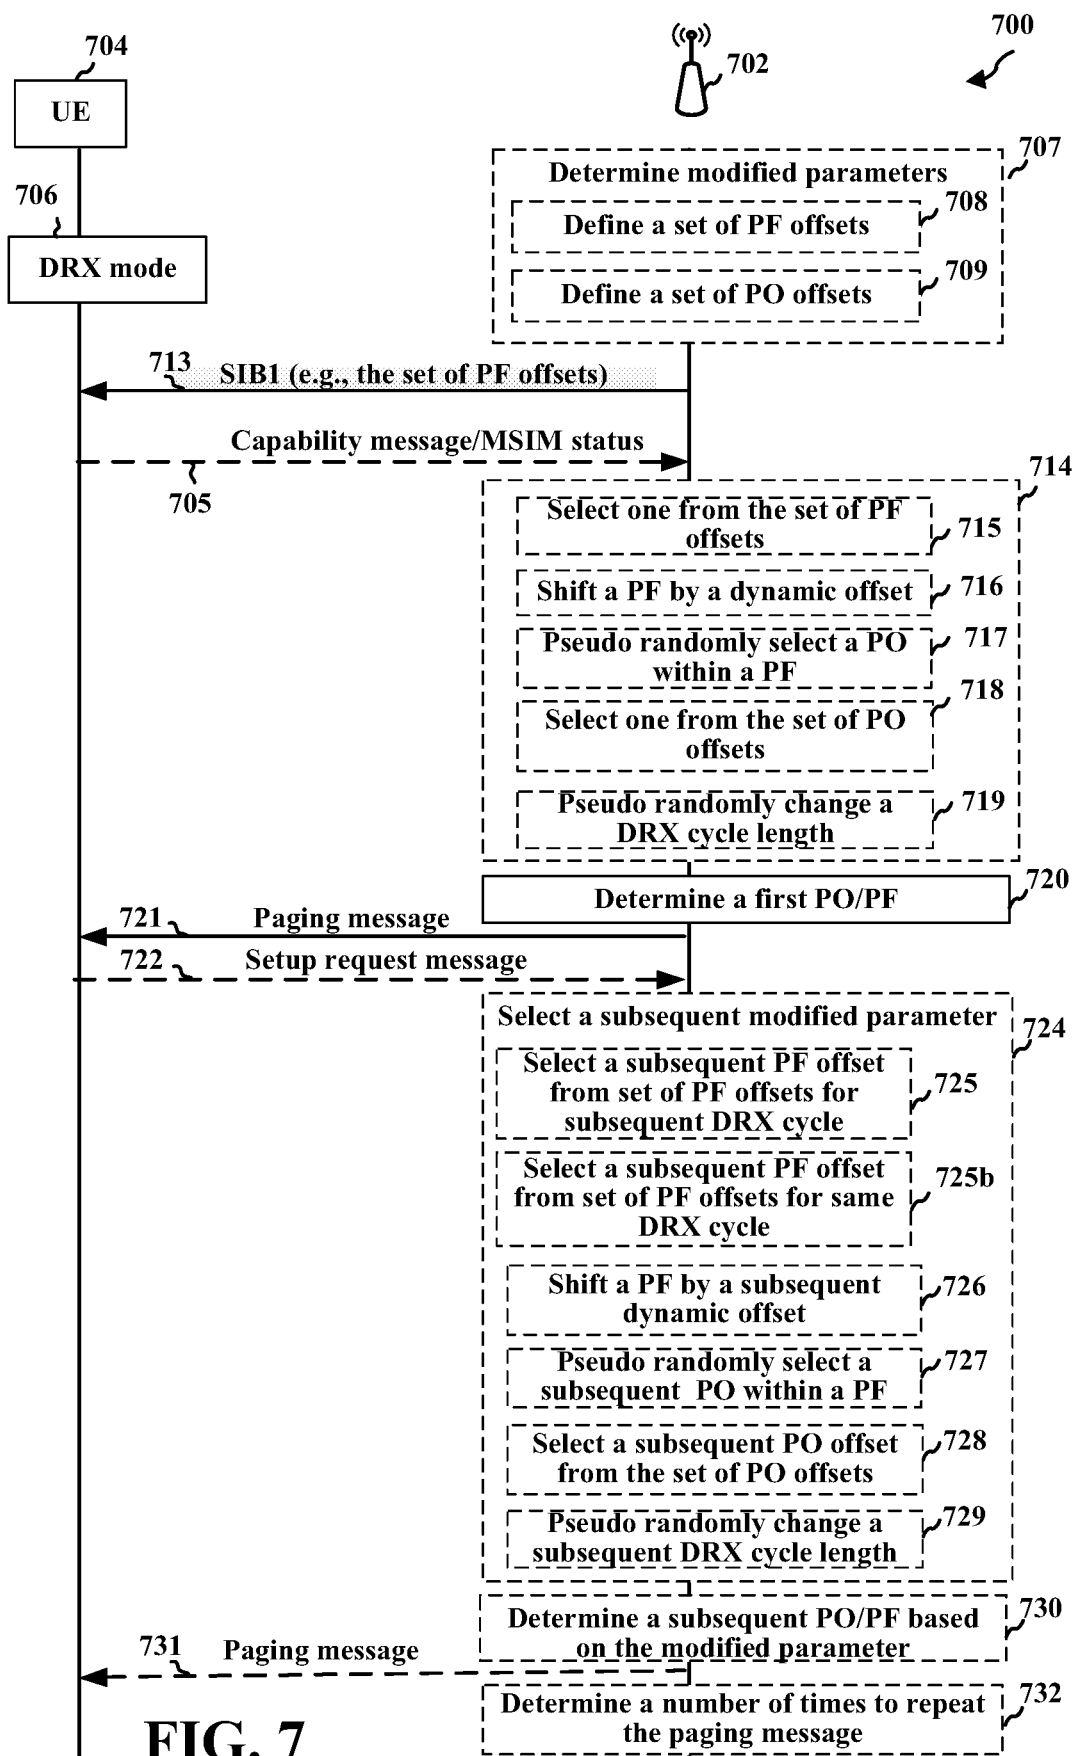 700
704
702
UE
707
Determine modified parameters
706
708
Define a set of PF offsets
DRX mode
709
Define a set of PO offsets
713
SIB1 (e.g., the set of PF offsets)
Capability message/MSIM status
705
714
Select one from the set of PF
offsets
715
Shift a PF by a dynamic offset
716
Pseudo randomly select a PO
within a PF
717
718
Select one from the set of PO
offsets
Pseudo randomly change a
DRX cycle length
719
Determine a first PO/PF
720
721
Paging message
722
Setup request message
Select a subsequent modified parameter
724
Select a subsequent PF offset
from set of PF offsets for
subsequent DRX cycle
725
Select a subsequent PF offset
from set of PF offsets for same
DRX cycle
725b
Shift a PF by a subsequent
dynamic offset
726
Pseudo randomly select a
subsequent PO within a PF
727
Select a subsequent PO offset
from the set of PO offsets
728
Pseudo randomly change a
subsequent DRX cycle length
729
Determine a subsequent PO/PF based
on the modified parameter
730
731
Paging message
Determine a number of times to repeat
the paging message
732
FIG. 7